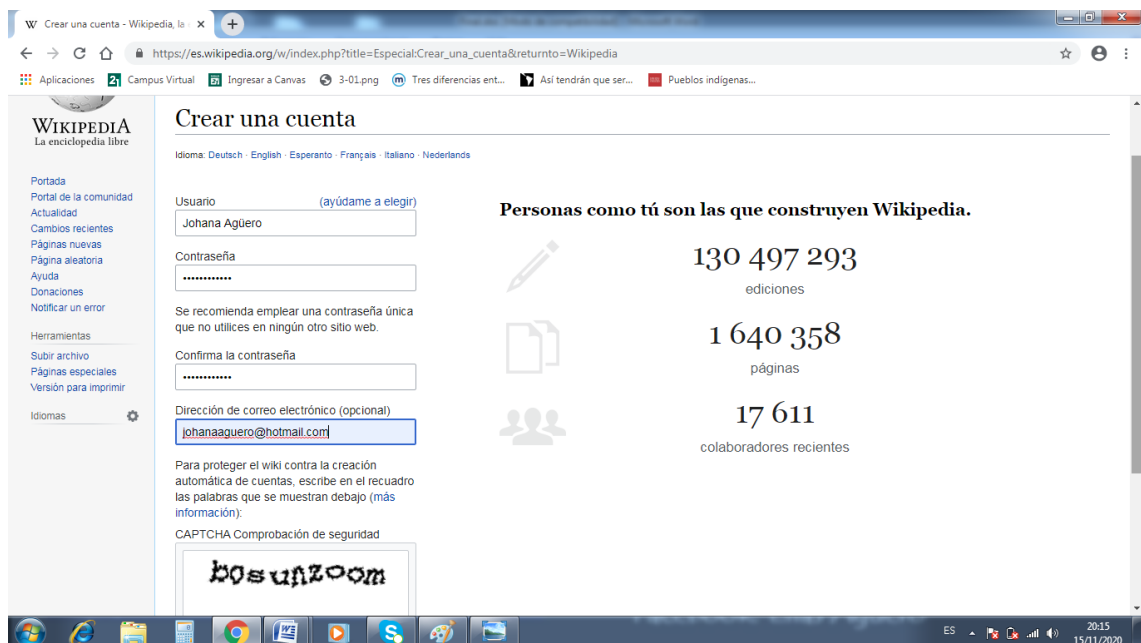 Crear una cuenta - Wikipedia, la
https://es.wikipedia.org/w/index.php?title=Especial:Crear_una_cuenta&returnto=Wikipedia
Aplicaciones Campus Virtual Ingresar a Canvas 3-01.png Tres diferencias ent... Así tendrán que ser... Pueblos indígenas...
WIKIPEDIA
La enciclopedia libre
Portada
Portal de la comunidad
Actualidad
Cambios recientes
Páginas nuevas
Página aleatoria
Ayuda
Donaciones
Notificar un error
Herramientas
Subir archivo
Páginas especiales
Versión para imprimir
Idiomas
Crear una cuenta
Idioma: Deutsch · English · Esperanto · Français · Italiano · Nederlands
Usuario (ayúdame a elegir)
Johana Agüero
Contraseña
••••••••••••
Se recomienda emplear una contraseña única
que no utilices en ningún otro sitio web.
Confirma la contraseña
••••••••••••
Dirección de correo electrónico (opcional)
johanaaguero@hotmail.com
Para proteger el wiki contra la creación
automática de cuentas, escribe en el recuadro
las palabras que se muestran debajo (más
información):
CAPTCHA Comprobación de seguridad
bosunzoom
Personas como tú son las que construyen Wikipedia.
130 497 293
ediciones
1 640 358
páginas
17 611
colaboradores recientes
ES
20:15
15/11/2020